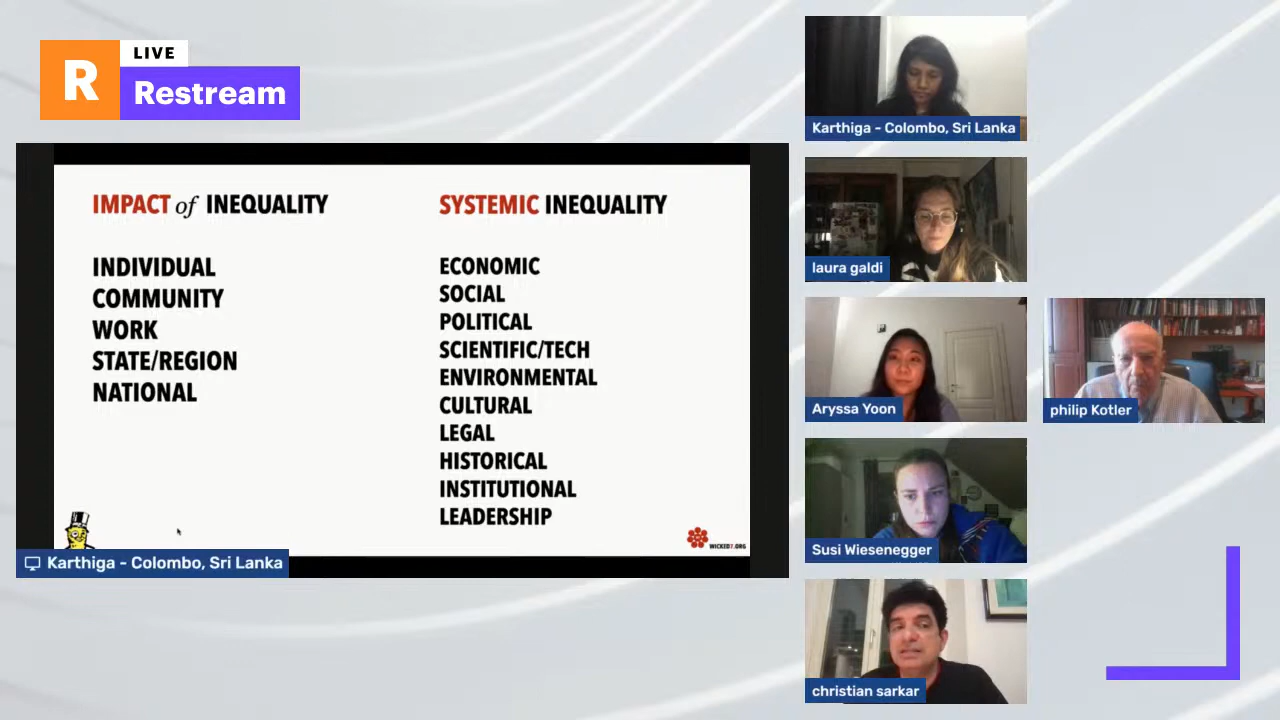 R
LIVE
Restream
IMPACT of INEQUALITY
INDIVIDUAL
COMMUNITY
WORK
STATE/REGION
NATIONAL
SYSTEMIC INEQUALITY
ECONOMIC
SOCIAL
POLITICAL
SCIENTIFIC/TECH
ENVIRONMENTAL
CULTURAL
LEGAL
HISTORICAL
INSTITUTIONAL
LEADERSHIP
WICKED7.ORG
Karthiga - Colombo, Sri Lanka
Karthiga - Colombo, Sri Lanka
laura galdi
Aryssa Yoon
philip Kotler
Susi Wiesenegger
christian sarkar